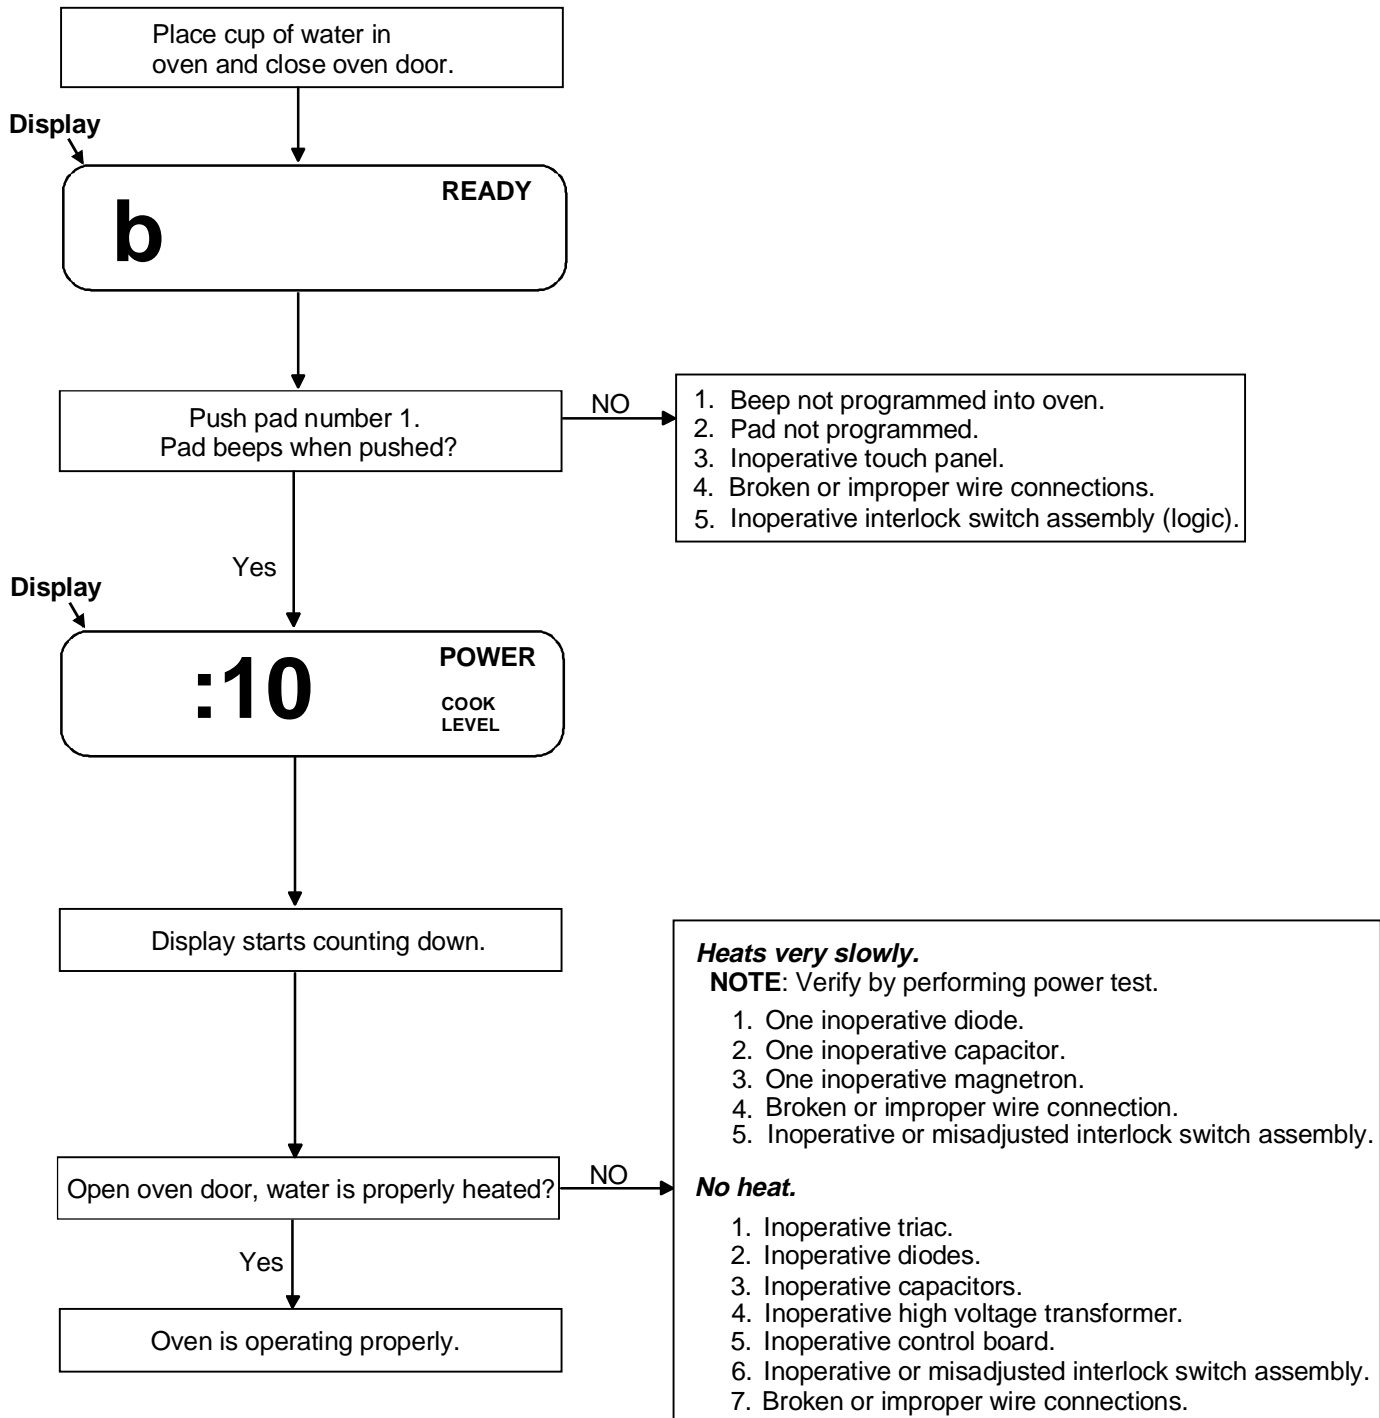 Place cup of water in
oven and close oven door.
Display
READY
b
Push pad number 1.
Pad beeps when pushed?
NO
1. Beep not programmed into oven.
2. Pad not programmed.
3. Inoperative touch panel.
4. Broken or improper wire connections.
5. Inoperative interlock switch assembly (logic).
Yes
Display
:10
POWER
COOK
LEVEL
Display starts counting down.
Open oven door, water is properly heated?
NO
Heats very slowly.
NOTE: Verify by performing power test.
1. One inoperative diode.
2. One inoperative capacitor.
3. One inoperative magnetron.
4. Broken or improper wire connection.
5. Inoperative or misadjusted interlock switch assembly.
No heat.
1. Inoperative triac.
2. Inoperative diodes.
3. Inoperative capacitors.
4. Inoperative high voltage transformer.
5. Inoperative control board.
6. Inoperative or misadjusted interlock switch assembly.
7. Broken or improper wire connections.
Yes
Oven is operating properly.